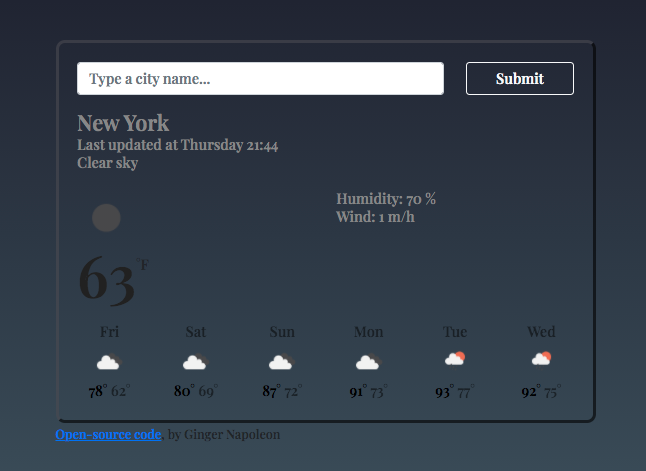 Type a city name...
Submit
New York
Last updated at Thursday 21:44
Clear sky
Humidity: 70 %
Wind: 1 m/h
63°F
Fri Sat Sun Mon Tue Wed
78° 62° 80° 69° 87° 72° 91° 73° 93° 77° 92° 75°
Open-source code, by Ginger Napoleon